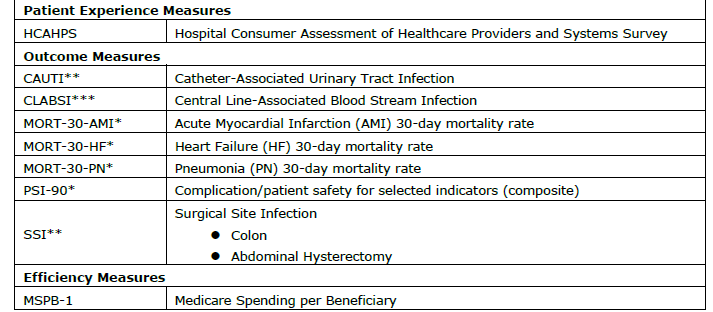 Patient Experience Measures
HCAHPS Hospital Consumer Assessment of Healthcare Providers and Systems Survey
Outcome Measures
CAUTI** Catheter-Associated Urinary Tract Infection
CLABSI*** Central Line-Associated Blood Stream Infection
MORT-30-AMI* Acute Myocardial Infarction (AMI) 30-day mortality rate
MORT-30-HF* Heart Failure (HF) 30-day mortality rate
MORT-30-PN* Pneumonia (PN) 30-day mortality rate
PSI-90* Complication/patient safety for selected indicators (composite)
SSI** Surgical Site Infection
● Colon
● Abdominal Hysterectomy
Efficiency Measures
MSPB-1 Medicare Spending per Beneficiary